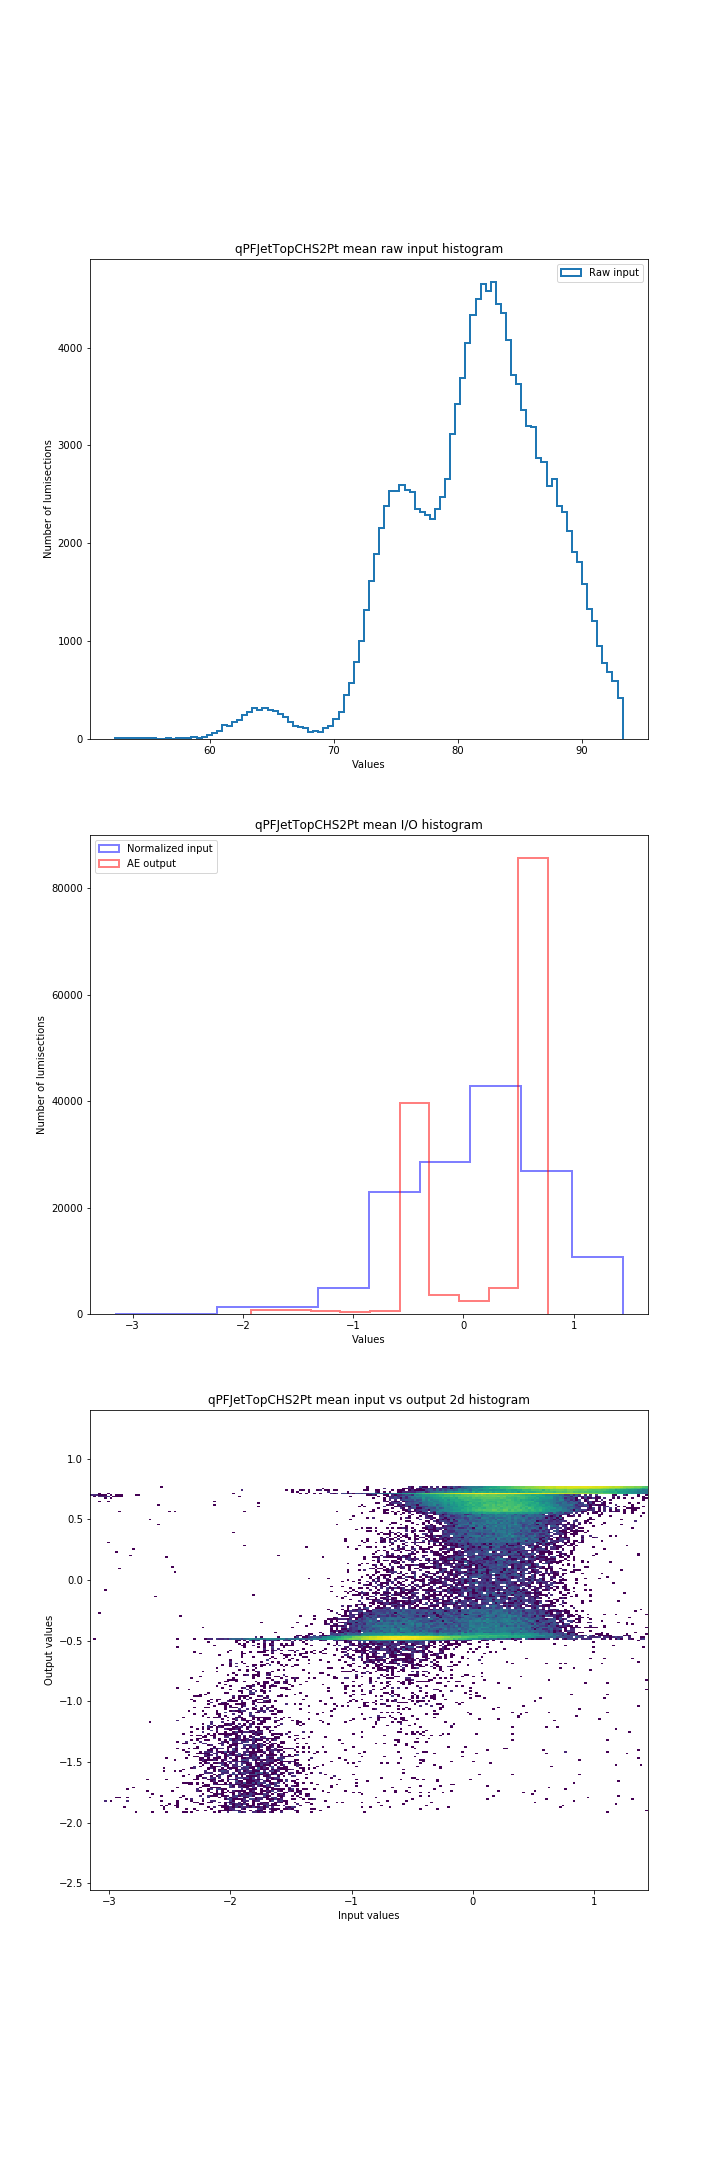 qPFJetTopCHS2Pt mean raw input histogram
Raw input
4000
3000
2000
1000
0
Number of lumisections
60 70 80 90
Values
qPFJetTopCHS2Pt mean I/O histogram
Normalized input
AE output
80000
60000
40000
20000
0
Number of lumisections
−3 −2 −1 0 1
Values
qPFJetTopCHS2Pt mean input vs output 2d histogram
1.0
0.5
0.0
−0.5
−1.0
−1.5
−2.0
−2.5
Output values
−3 −2 −1 0 1
Input values